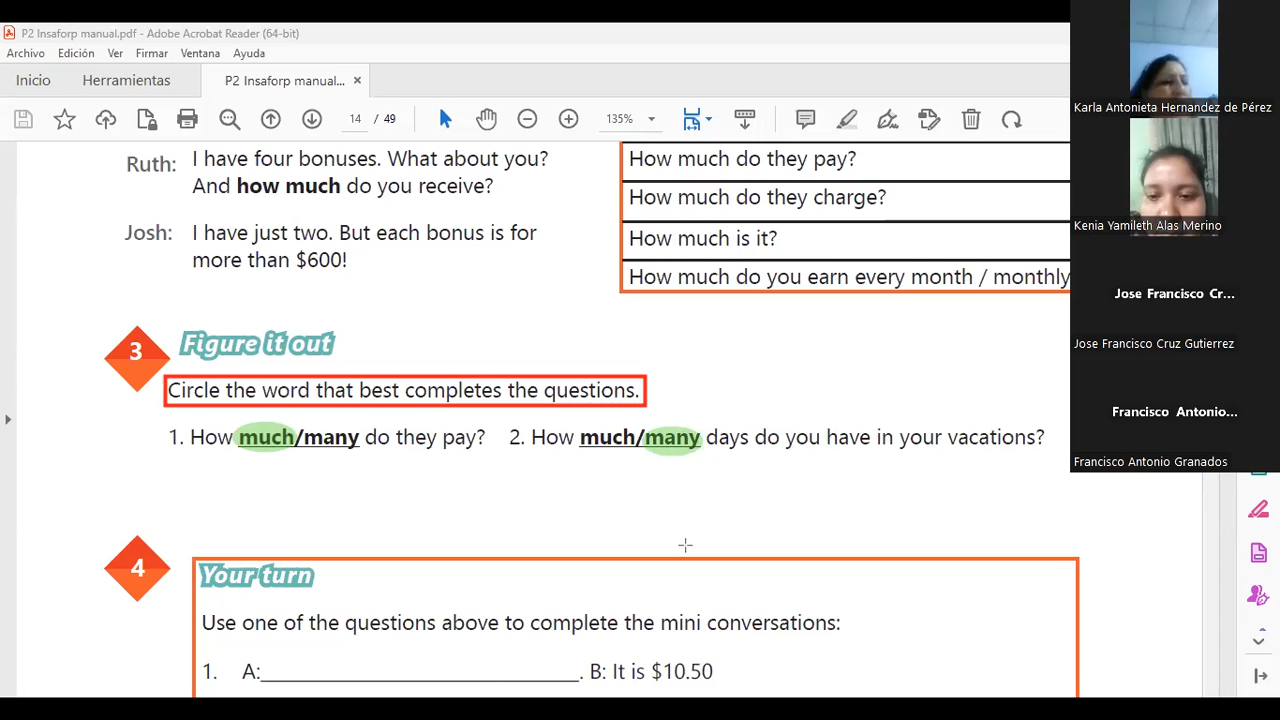 P2 Insaforp manual.pdf - Adobe Acrobat Reader (64-bit)
Archivo Edición Ver Firmar Ventana Ayuda
Inicio Herramientas P2 Insaforp manual... ×
14 / 49 135%
Ruth: I have four bonuses. What about you?
And how much do you receive?
Josh: I have just two. But each bonus is for
more than $600!
How much do they pay?
How much do they charge?
How much is it?
How much do you earn every month / monthly
3 Figure it out
Circle the word that best completes the questions.
1. How much/many do they pay? 2. How much/many days do you have in your vacations?
4 Your turn
Use one of the questions above to complete the mini conversations:
1. A:______________________________. B: It is $10.50
Karla Antonieta Hernandez de Pérez
Kenia Yamileth Alas Merino
Jose Francisco Cr...
Jose Francisco Cruz Gutierrez
Francisco Antonio...
Francisco Antonio Granados